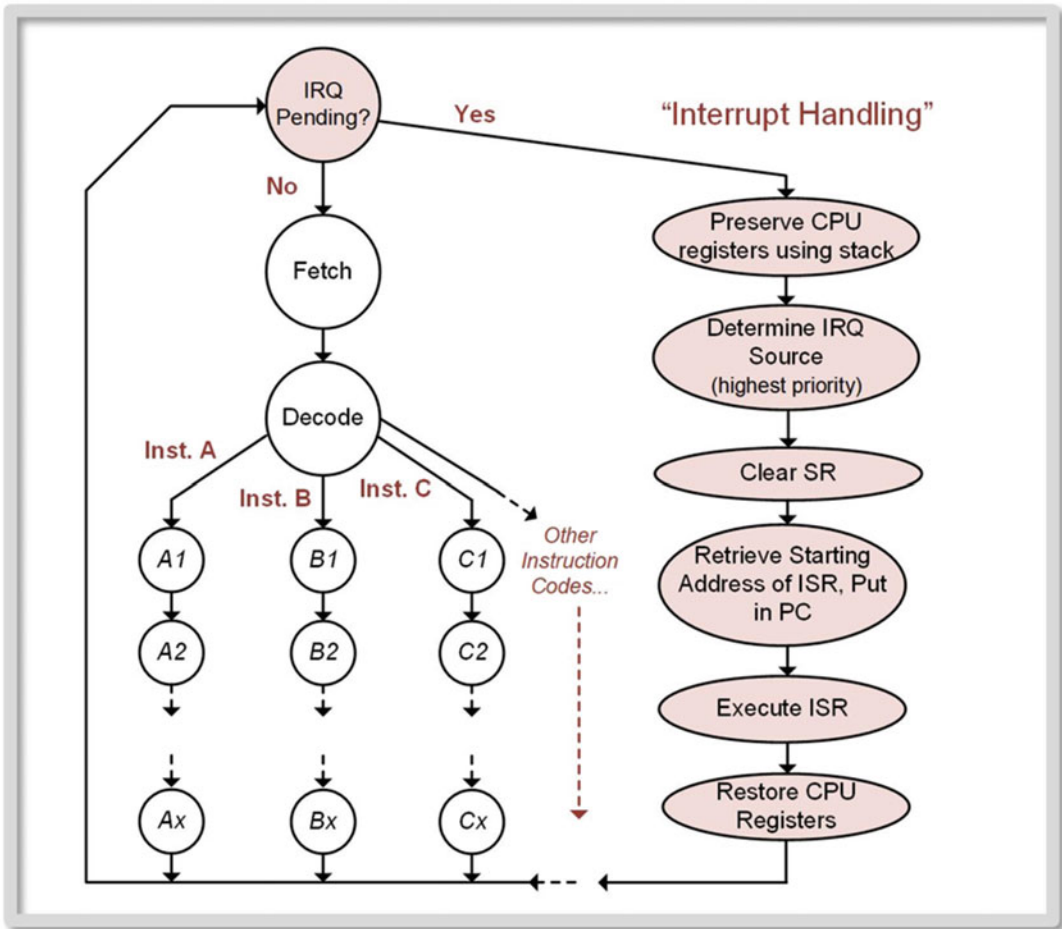 IRQ
Pending?
Yes
“Interrupt Handling”
No
Preserve CPU
registers using stack
Fetch
Determine IRQ
Source
(highest priority)
Decode
Inst. A
Inst. B
Inst. C
Clear SR
Other
Instruction
Codes...
A1
B1
C1
Retrieve Starting
Address of ISR, Put
in PC
A2
B2
C2
Execute ISR
Ax
Bx
Cx
Restore CPU
Registers